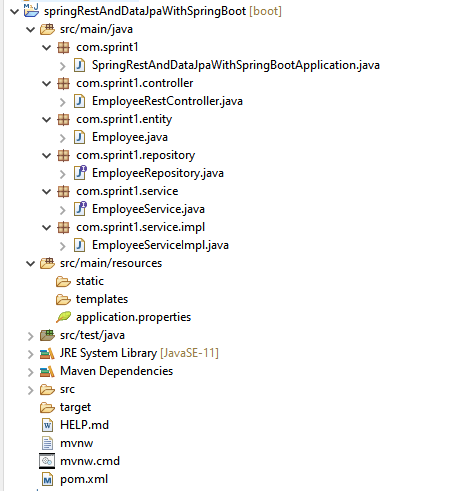 springRestAndDataJpaWithSpringBoot [boot]
src/main/java
com.sprint1
SpringRestAndDataJpaWithSpringBootApplication.java
com.sprint1.controller
EmployeeRestController.java
com.sprint1.entity
Employee.java
com.sprint1.repository
EmployeeRepository.java
com.sprint1.service
EmployeeService.java
com.sprint1.service.impl
EmployeeServiceImpl.java
src/main/resources
static
templates
application.properties
src/test/java
JRE System Library [JavaSE-11]
Maven Dependencies
src
target
HELP.md
mvnw
mvnw.cmd
pom.xml